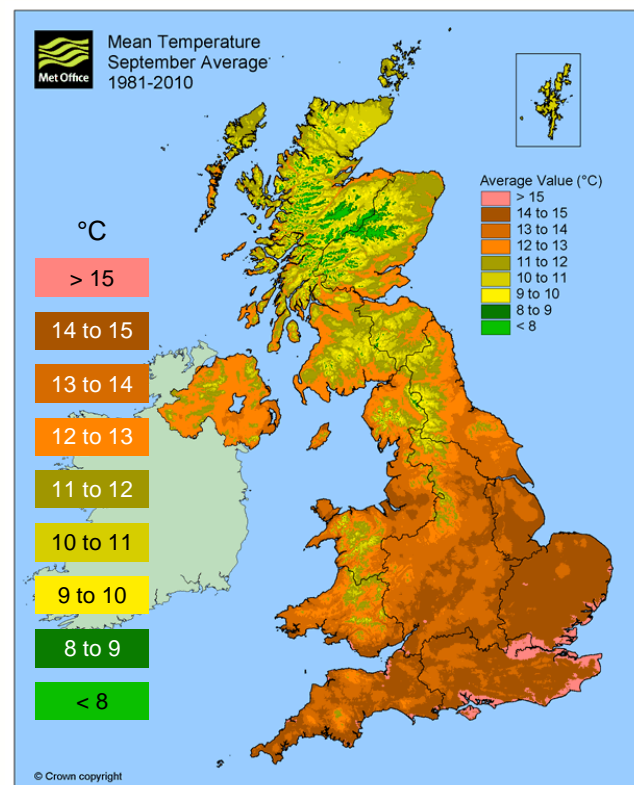 Met Office
Mean Temperature
September Average
1981-2010
Average Value (°C)
> 15
14 to 15
13 to 14
12 to 13
11 to 12
10 to 11
9 to 10
8 to 9
< 8
°C
> 15
14 to 15
13 to 14
12 to 13
11 to 12
10 to 11
9 to 10
8 to 9
< 8
© Crown copyright